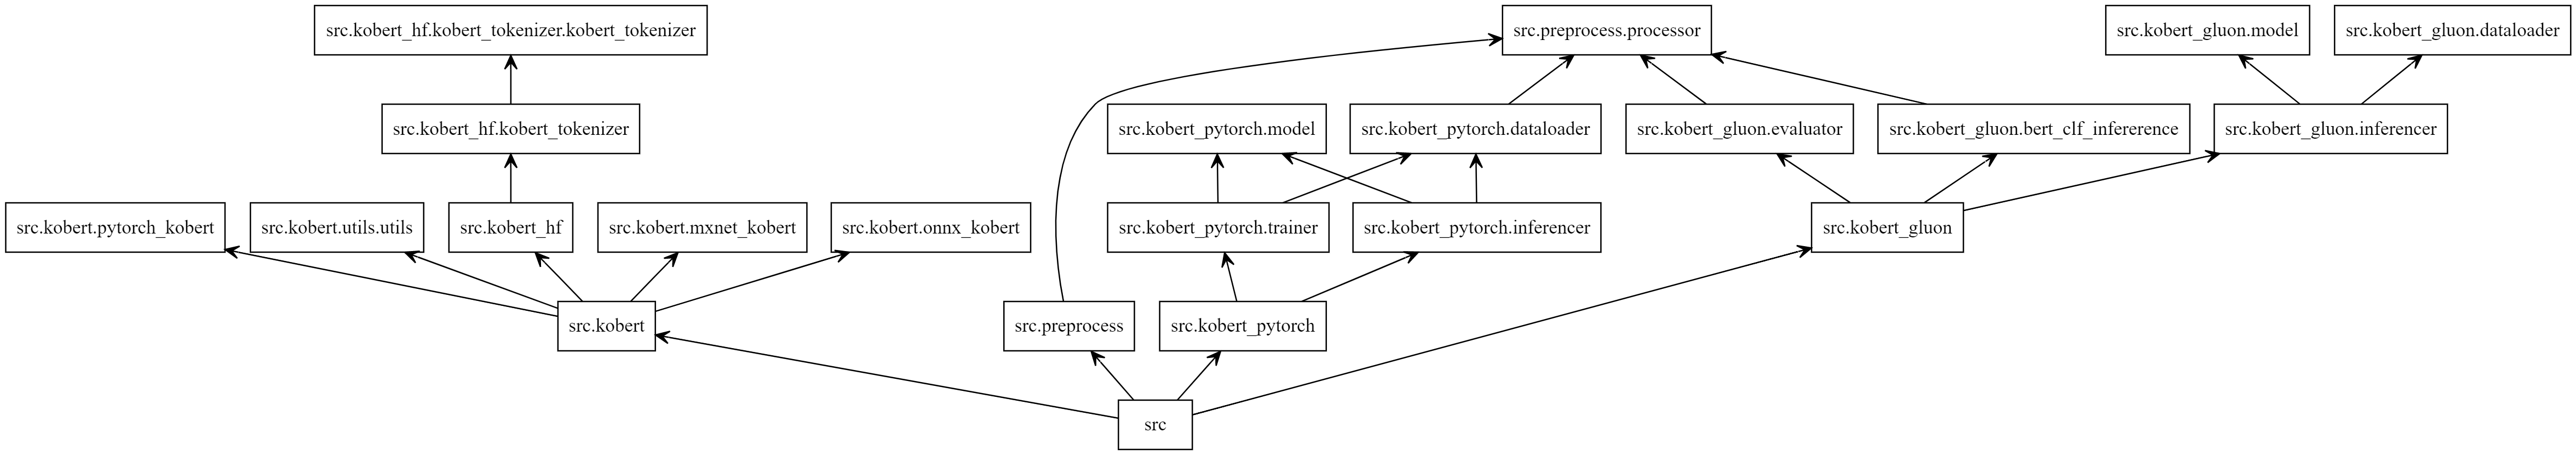 src.kobert_hf.kobert_tokenizer.kobert_tokenizer
src.preprocess.processor
src.kobert_gluon.model
src.kobert_gluon.dataloader
src.kobert_hf.kobert_tokenizer
src.kobert_pytorch.model
src.kobert_pytorch.dataloader
src.kobert_gluon.evaluator
src.kobert_gluon.bert_clf_infererence
src.kobert_gluon.inferencer
src.kobert.pytorch_kobert
src.kobert.utils.utils
src.kobert_hf
src.kobert.mxnet_kobert
src.kobert.onnx_kobert
src.kobert_pytorch.trainer
src.kobert_pytorch.inferencer
src.kobert_gluon
src.kobert
src.preprocess
src.kobert_pytorch
src